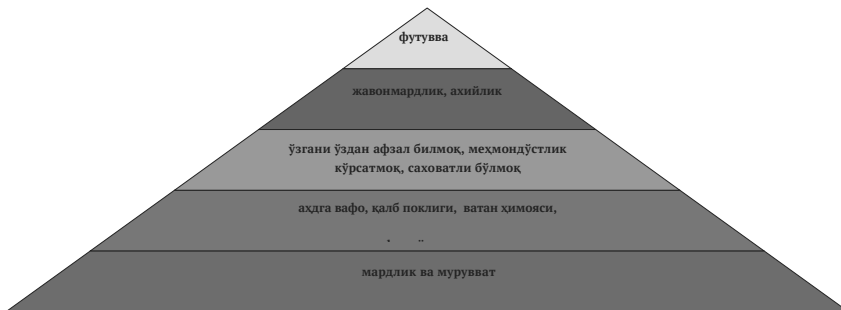 футувва
жавонмардлик, ахийлик
ўзгани ўздан афзал билмоқ, меҳмондўстлик
кўрсатмоқ, саховатли бўлмоқ
аҳдга вафо, қалб поклиги, ватан ҳимояси,
мардлик ва мурувват